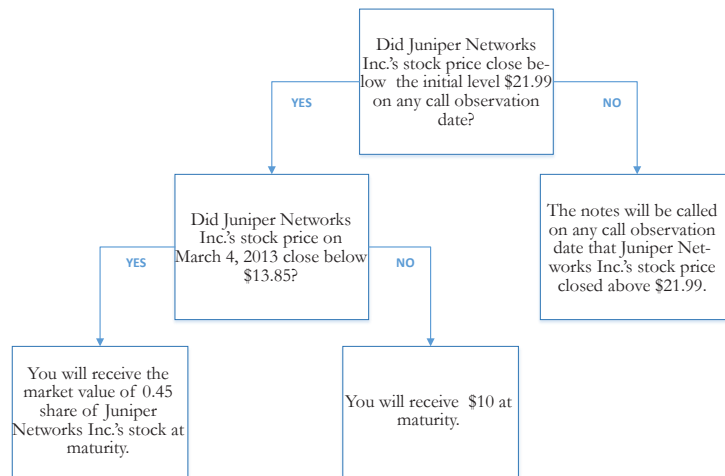 Did Juniper Networks
Inc.'s stock price close be-
low the initial level $21.99
on any call observation
date?
YES
NO
Did Juniper Networks
Inc.'s stock price on
March 4, 2013 close below
$13.85?
The notes will be called
on any call observation
date that Juniper Net-
works Inc.'s stock price
closed above $21.99.
YES
NO
You will receive the
market value of 0.45
share of Juniper
Networks Inc.'s stock at
maturity.
You will receive $10 at
maturity.